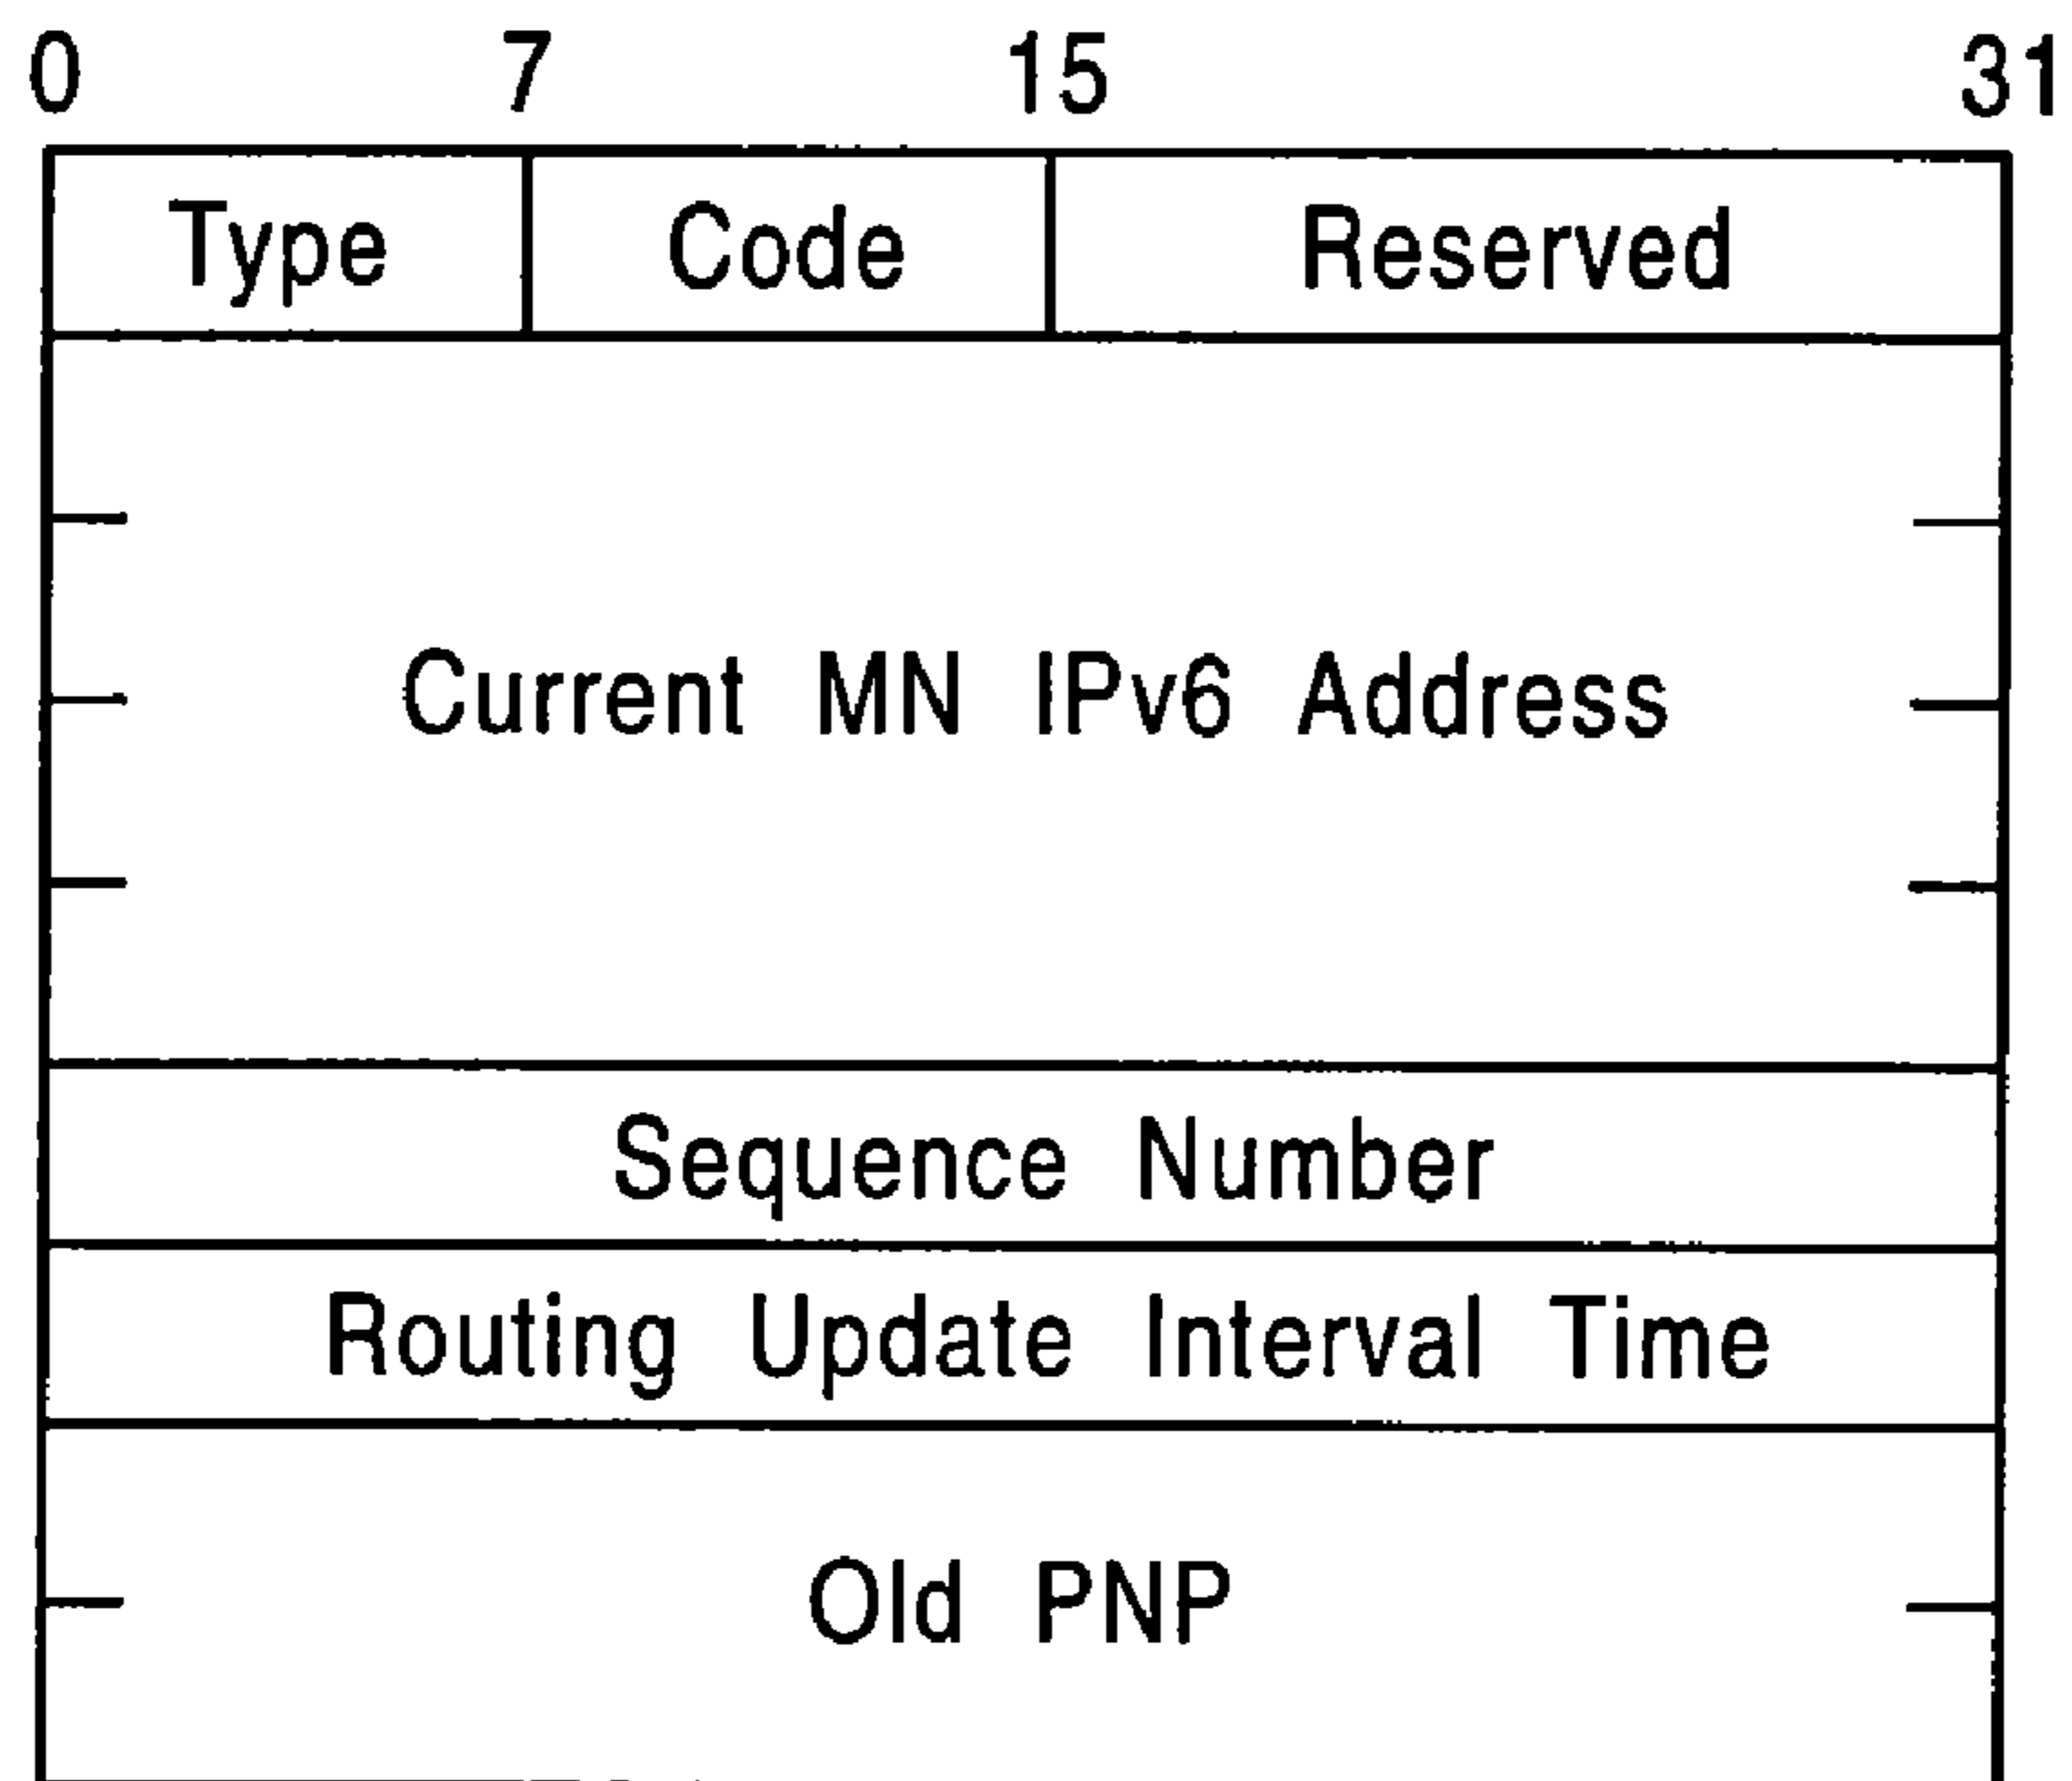 0 7 15 31
Type Code Reserved
Current MN IPv6 Address
Sequence Number
Routing Update Interval Time
Old PNP